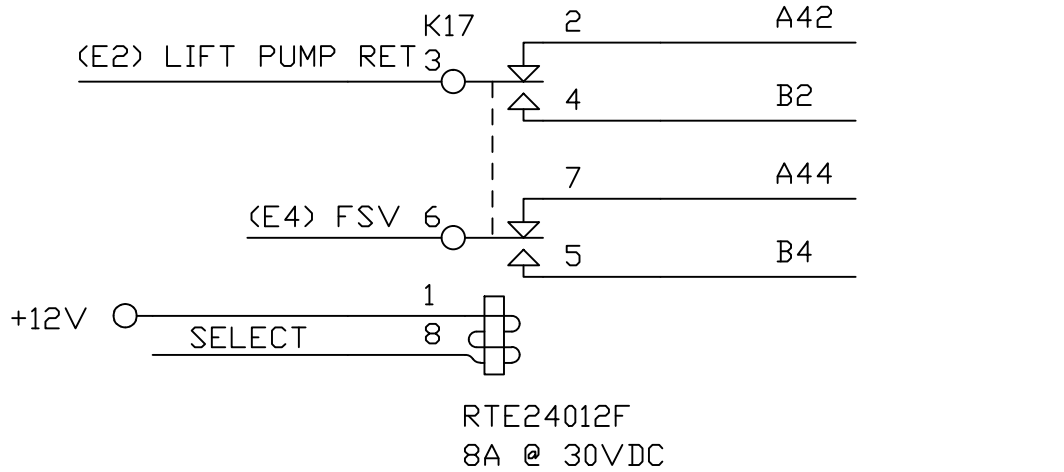 K17
2 A42
(E2) LIFT PUMP RET 3
4 B2
7 A44
(E4) FSV 6
5 B4
1
+12V
SELECT 8
RTE24012F
8A @ 30VDC